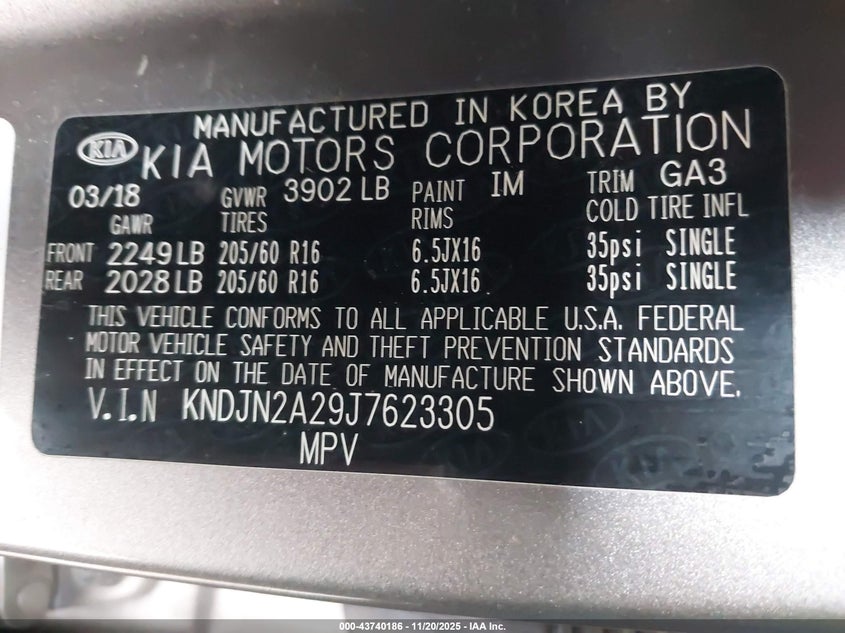 MANUFACTURED IN KOREA BY
KIA KIA MOTORS CORPORATION
03/18 GVWR 3902 LB PAINT IM TRIM GA3
GAWR TIRES RIMS COLD TIRE INFL
FRONT 2249 LB 205/60 R16 6.5JX16 35psi SINGLE
REAR 2028 LB 205/60 R16 6.5JX16 35psi SINGLE
THIS VEHICLE CONFORMS TO ALL APPLICABLE U.S.A. FEDERAL
MOTOR VEHICLE SAFETY AND THEFT PREVENTION STANDARDS
IN EFFECT ON THE DATE OF MANUFACTURE SHOWN ABOVE.
V.I.N KNDJN2A29J7623305
MPV
000-43740186 - 11/20/2025 - IAA Inc.